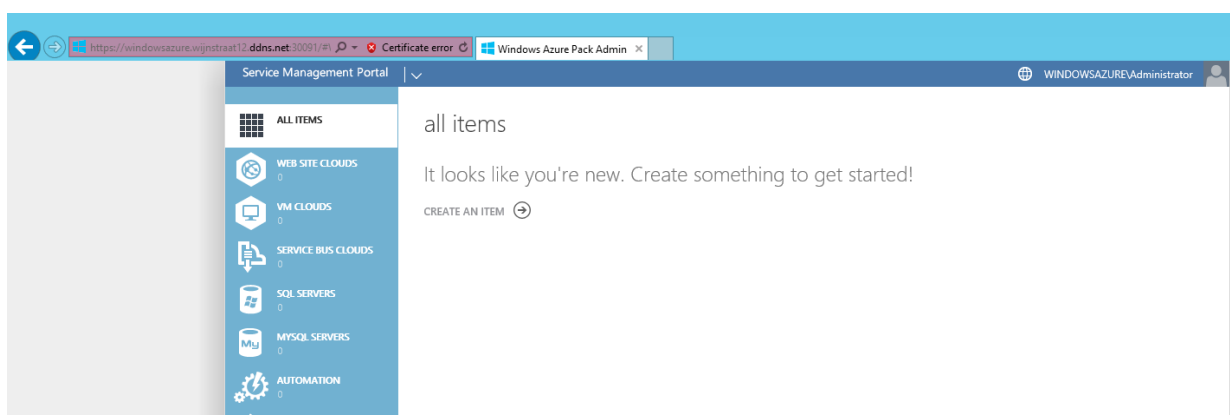 https://windowsazure.wijnstraat12.ddns.net:30091/#\ Certificate error Windows Azure Pack Admin
Service Management Portal WINDOWSAZURE\Administrator
ALL ITEMS
all items
WEB SITE CLOUDS
0
It looks like you're new. Create something to get started!
VM CLOUDS
0
CREATE AN ITEM
SERVICE BUS CLOUDS
0
SQL SERVERS
0
My
MYSQL SERVERS
0
AUTOMATION
0